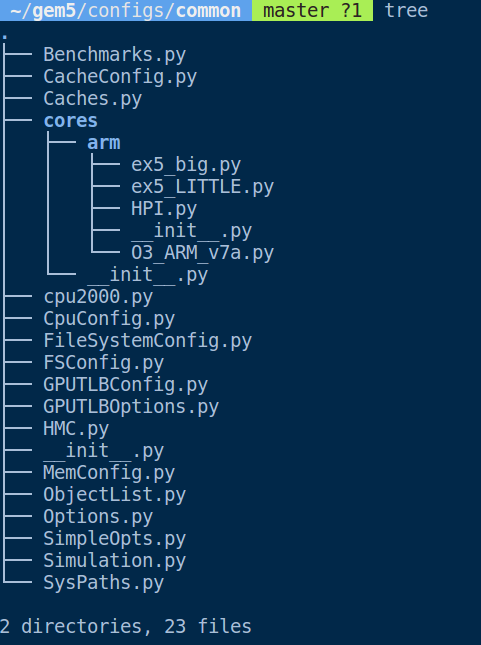 ~/gem5/configs/common master ?1 tree
.
├── Benchmarks.py
├── CacheConfig.py
├── Caches.py
├── cores
│   ├── arm
│   │   ├── ex5_big.py
│   │   ├── ex5_LITTLE.py
│   │   ├── HPI.py
│   │   ├── __init__.py
│   │   └── O3_ARM_v7a.py
│   └── __init__.py
├── cpu2000.py
├── CpuConfig.py
├── FileSystemConfig.py
├── FSConfig.py
├── GPUTLBConfig.py
├── GPUTLBOptions.py
├── HMC.py
├── __init__.py
├── MemConfig.py
├── ObjectList.py
├── Options.py
├── SimpleOpts.py
├── Simulation.py
└── SysPaths.py
2 directories, 23 files